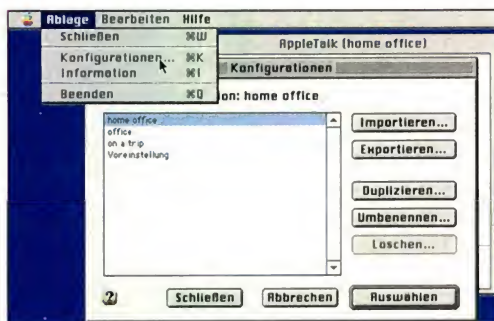 Ablage Bearbeiten Hilfe
Schließen ⌘W
Konfigurationen... ⌘K
Information ⌘I
Beenden ⌘Q
AppleTalk (home office)
Konfigurationen
ion: home office
home office
office
on a trip
Voreinstellung
Importieren...
Exportieren...
Duplizieren...
Umbenennen...
Löschen...
?
Schließen
Abbrechen
Auswählen